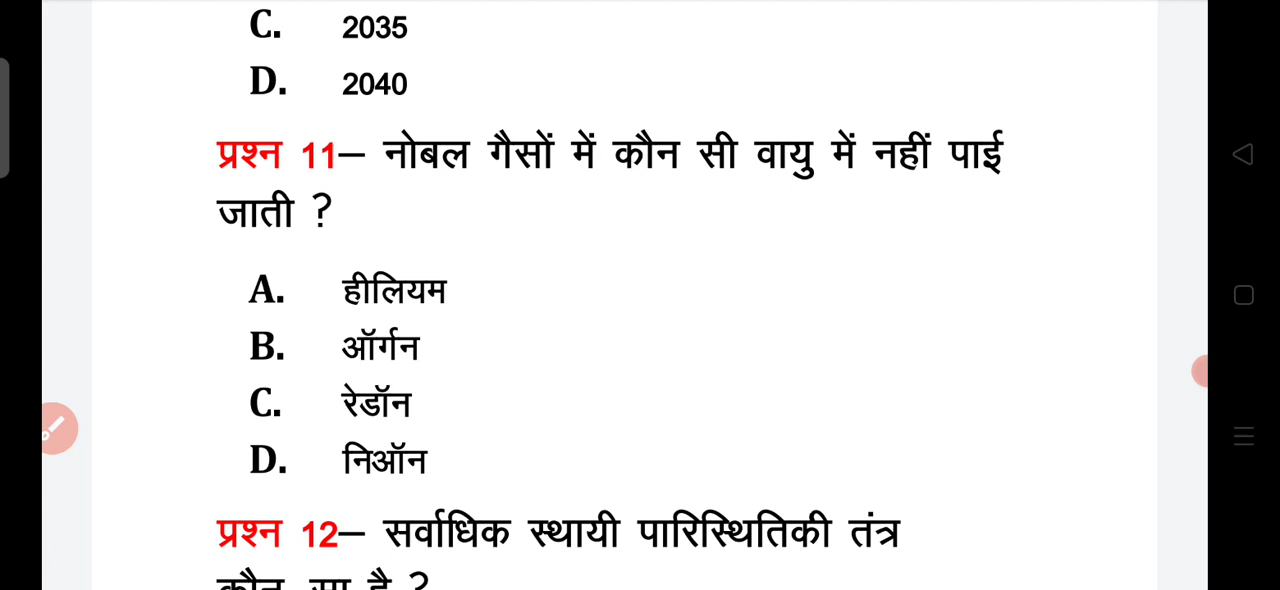 C. 2035
D. 2040
प्रश्न 11– नोबल गैसों में कौन सी वायु में नहीं पाई
जाती ?
A. हीलियम
B. ऑर्गन
C. रेडॉन
D. निऑन
प्रश्न 12– सर्वाधिक स्थायी पारिस्थितिकी तंत्र
कौन सा है ?